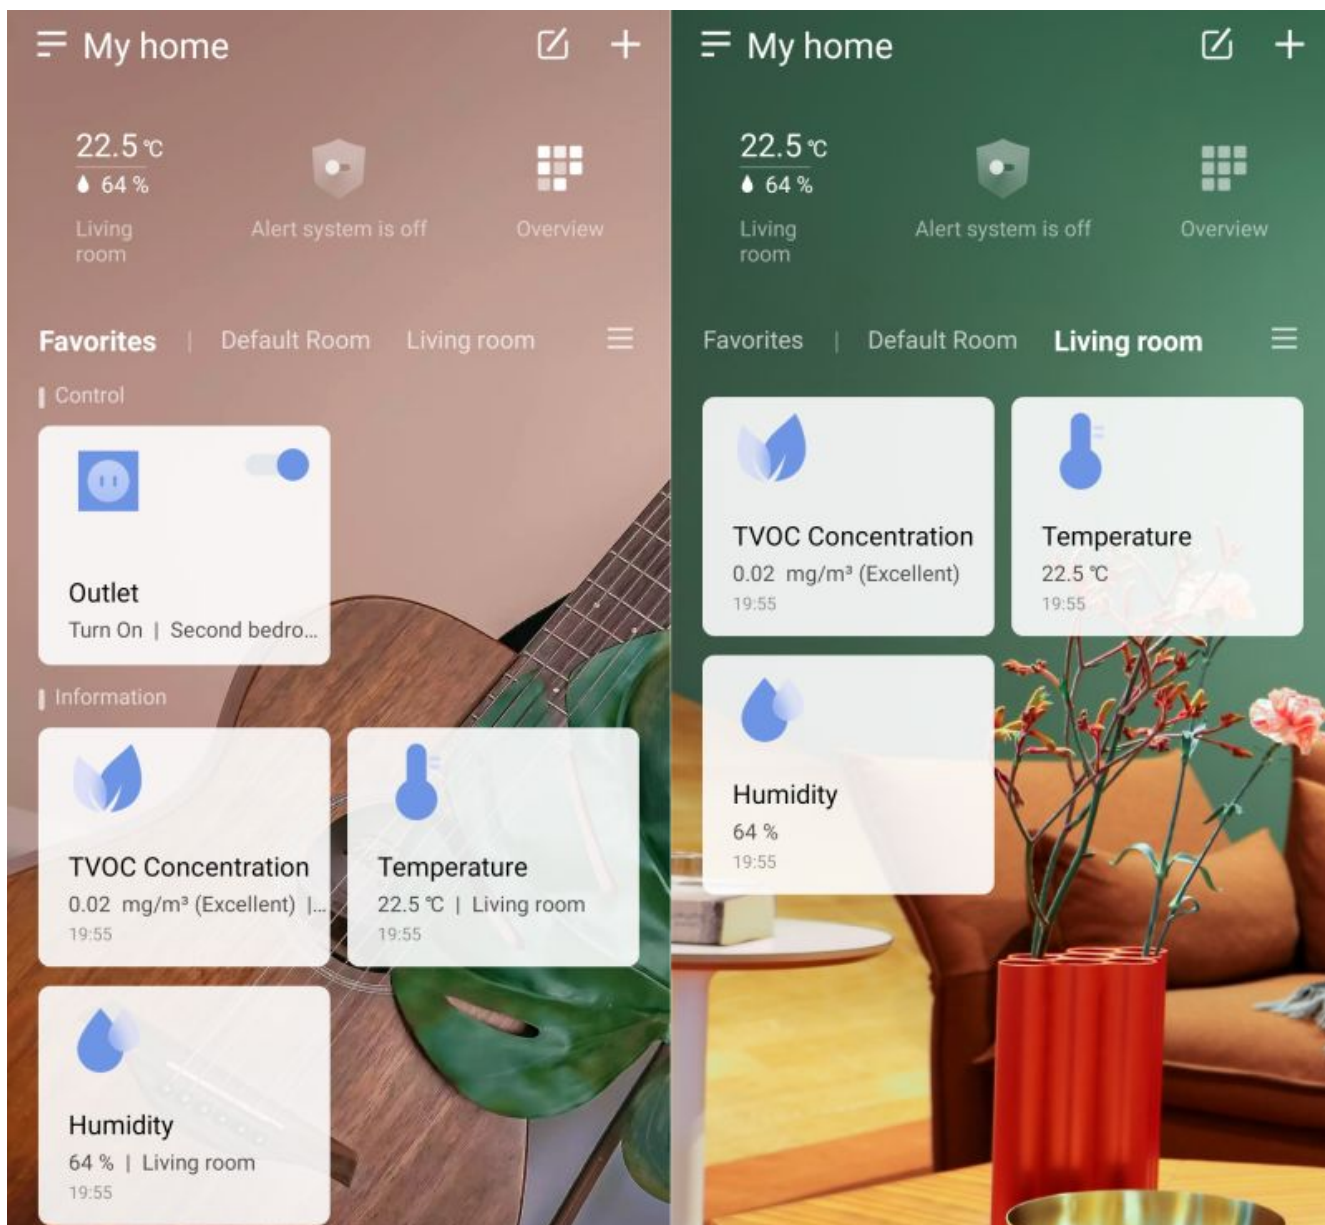 My home
22.5 ℃
64 %
Living
room
Alert system is off
Overview
Favorites | Default Room Living room
Control
Outlet
Turn On | Second bedro...
Information
TVOC Concentration
0.02 mg/m³ (Excellent) |...
19:55
Temperature
22.5 ℃ | Living room
19:55
Humidity
64 % | Living room
19:55
My home
22.5 ℃
64 %
Living
room
Alert system is off
Overview
Favorites | Default Room Living room
TVOC Concentration
0.02 mg/m³ (Excellent)
19:55
Temperature
22.5 ℃
19:55
Humidity
64 %
19:55